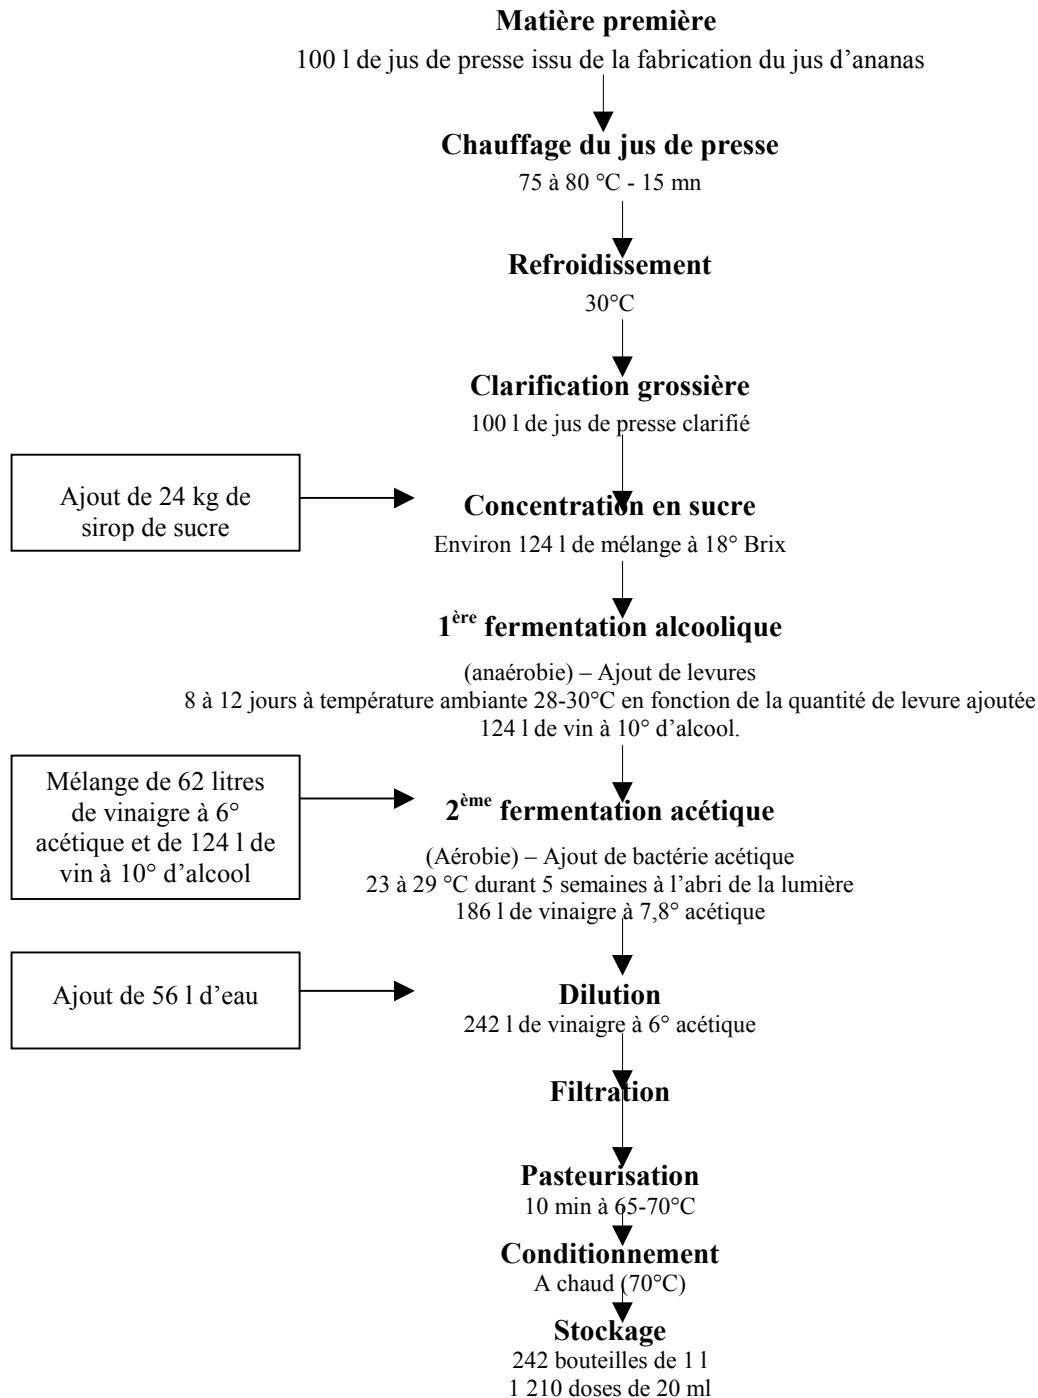 Matière première
100 l de jus de presse issu de la fabrication du jus d'ananas
Chauffage du jus de presse
75 à 80 °C - 15 mn
Refroidissement
30°C
Clarification grossière
100 l de jus de presse clarifié
Ajout de 24 kg de
sirop de sucre
Concentration en sucre
Environ 124 l de mélange à 18° Brix
1ère fermentation alcoolique
(anaérobie) – Ajout de levures
8 à 12 jours à température ambiante 28-30°C en fonction de la quantité de levure ajoutée
124 l de vin à 10° d'alcool.
Mélange de 62 litres
de vinaigre à 6°
acétique et de 124 l de
vin à 10° d'alcool
2ème fermentation acétique
(Aérobie) – Ajout de bactérie acétique
23 à 29 °C durant 5 semaines à l'abri de la lumière
186 l de vinaigre à 7,8° acétique
Ajout de 56 l d'eau
Dilution
242 l de vinaigre à 6° acétique
Filtration
Pasteurisation
10 min à 65-70°C
Conditionnement
A chaud (70°C)
Stockage
242 bouteilles de 1 l
1 210 doses de 20 ml